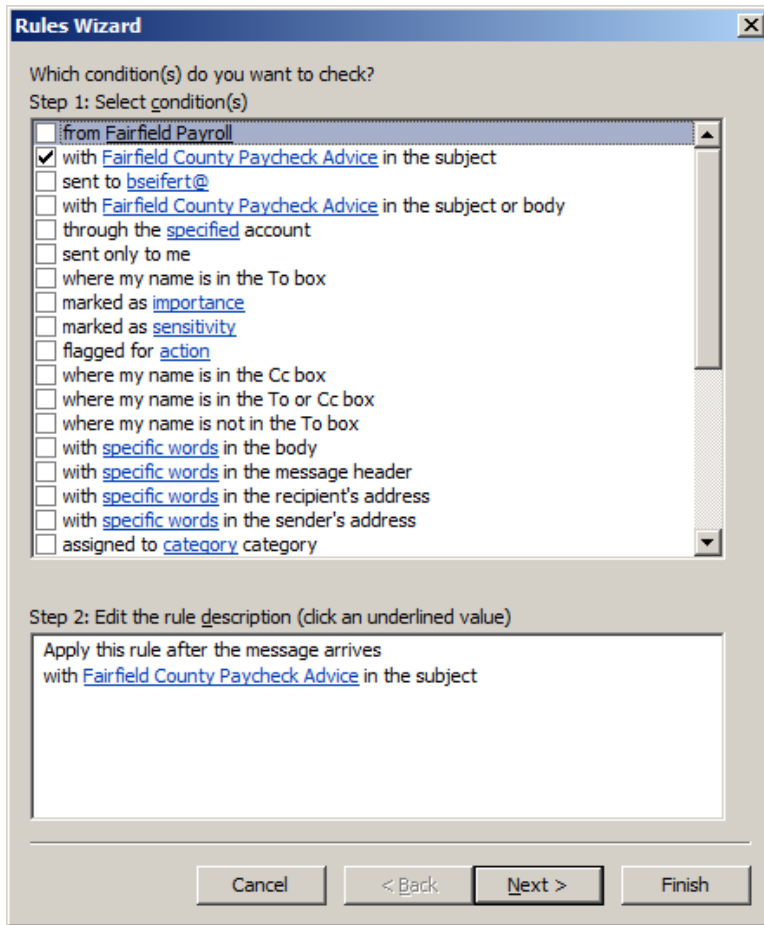 Rules Wizard
Which condition(s) do you want to check?
Step 1: Select condition(s)
from Fairfield Payroll
with Fairfield County Paycheck Advice in the subject
sent to bseifert@
with Fairfield County Paycheck Advice in the subject or body
through the specified account
sent only to me
where my name is in the To box
marked as importance
marked as sensitivity
flagged for action
where my name is in the Cc box
where my name is in the To or Cc box
where my name is not in the To box
with specific words in the body
with specific words in the message header
with specific words in the recipient's address
with specific words in the sender's address
assigned to category category
Step 2: Edit the rule description (click an underlined value)
Apply this rule after the message arrives
with Fairfield County Paycheck Advice in the subject
Cancel < Back Next > Finish